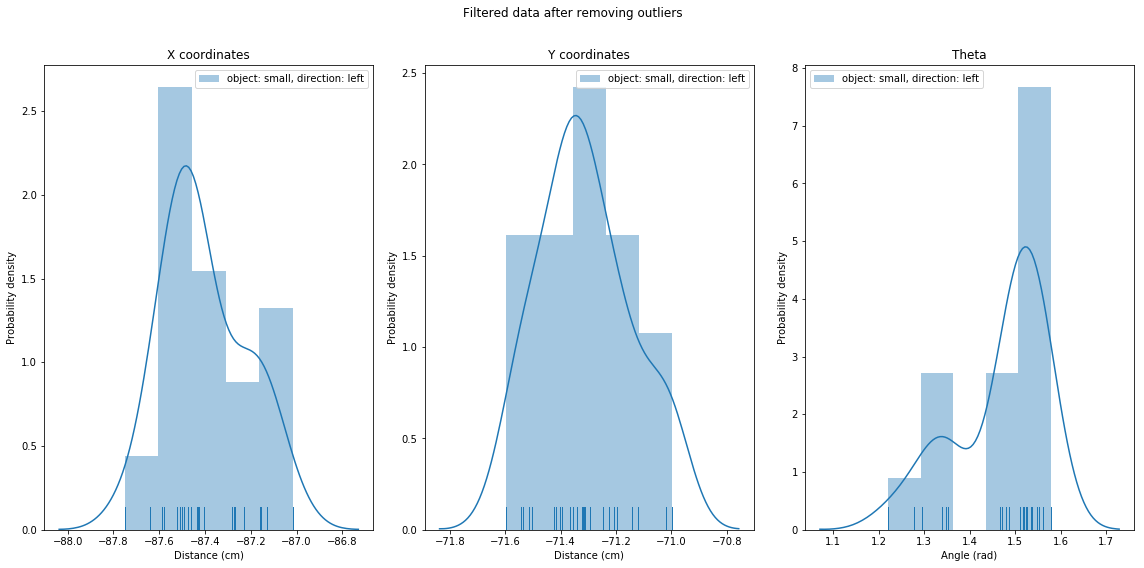 Filtered data after removing outliers
X coordinates
object: small, direction: left
Probability density
2.5
2.0
1.5
1.0
0.5
0.0
−88.0 −87.8 −87.6 −87.4 −87.2 −87.0 −86.8
Distance (cm)
Y coordinates
object: small, direction: left
Probability density
2.5
2.0
1.5
1.0
0.5
0.0
−71.8 −71.6 −71.4 −71.2 −71.0 −70.8
Distance (cm)
Theta
object: small, direction: left
Probability density
8
7
6
5
4
3
2
1
0
1.1 1.2 1.3 1.4 1.5 1.6 1.7
Angle (rad)